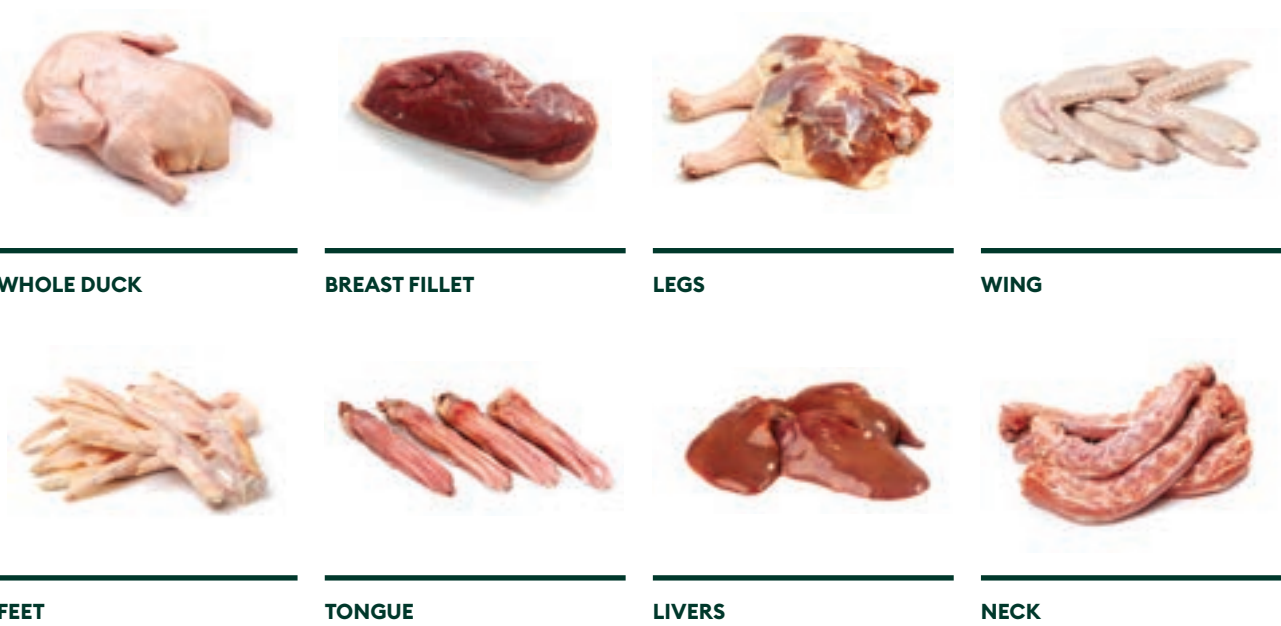 WHOLE DUCK
BREAST FILLET
LEGS
WING
FEET
TONGUE
LIVERS
NECK